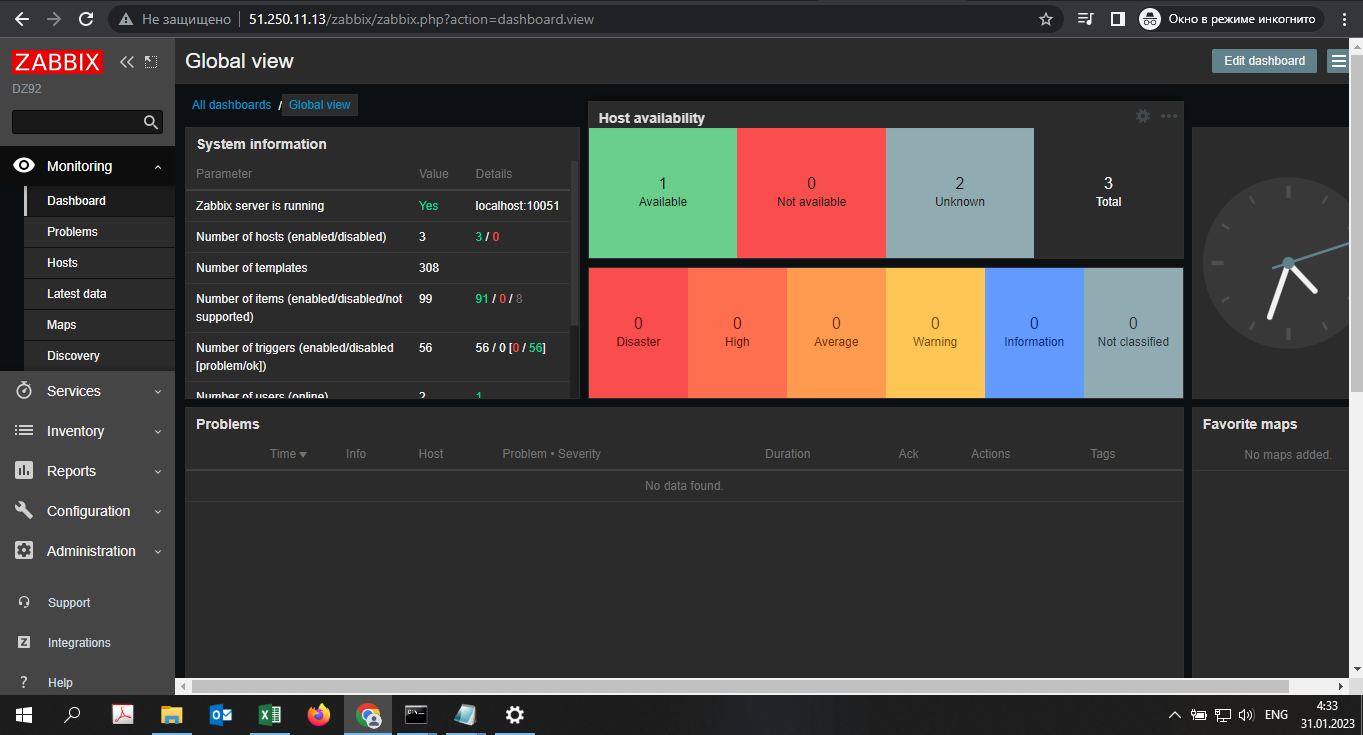 Не защищено
51.250.11.13/zabbix/zabbix.php?action=dashboard.view
Окно в режиме инкогнито
ZABBIX
DZ92
Monitoring
Dashboard
Problems
Hosts
Latest data
Maps
Discovery
Services
Inventory
Reports
Configuration
Administration
Support
Z Integrations
? Help
Global view
Edit dashboard
All dashboards / Global view
System information
Parameter Value Details
Zabbix server is running Yes localhost:10051
Number of hosts (enabled/disabled) 3 3 / 0
Number of templates 308
Number of items (enabled/disabled/not supported) 99 91 / 0 / 8
Number of triggers (enabled/disabled [problem/ok]) 56 56 / 0 [0 / 56]
Number of users (online) 2 1
Host availability
1 Available
0 Not available
2 Unknown
3 Total
0 Disaster
0 High
0 Average
0 Warning
0 Information
0 Not classified
Problems
Time Info Host Problem • Severity Duration Ack Actions Tags
No data found.
Favorite maps
No maps added.
ENG
4:33
31.01.2023